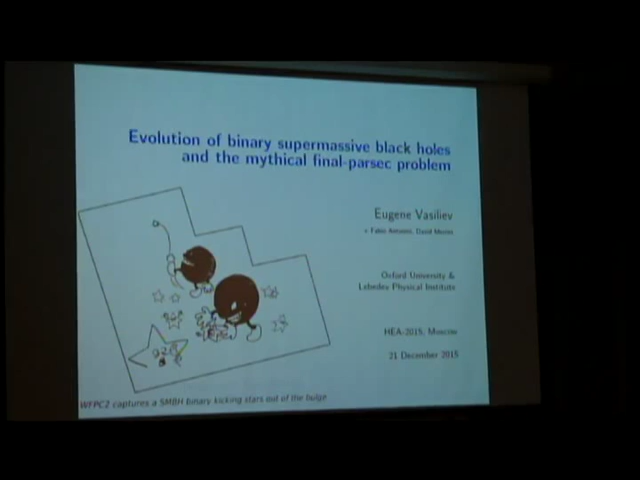 Evolution of binary supermassive black holes
and the mythical final-parsec problem
Eugene Vasiliev
Fabio Antonini, David Merritt
Oxford University &
Lebedev Physical Institute
HEA-2015, Moscow
21 December 2015
WFPC2 captures a SMBH binary kicking stars out of the bulge